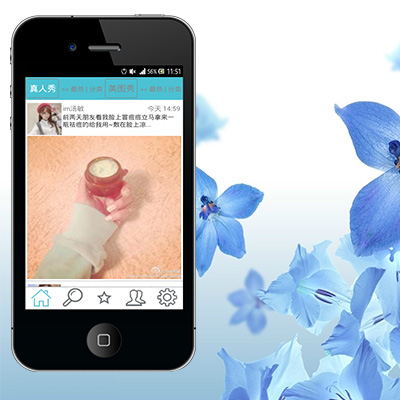 56% 11:51
真人秀 >> 最热 | 分类 美图秀 >> 最热 | 分类
im汤敏 今天 14:59
前两天朋友看我脸上冒痘痘立马拿来一
瓶祛痘的给我用~敷在脸上凉...